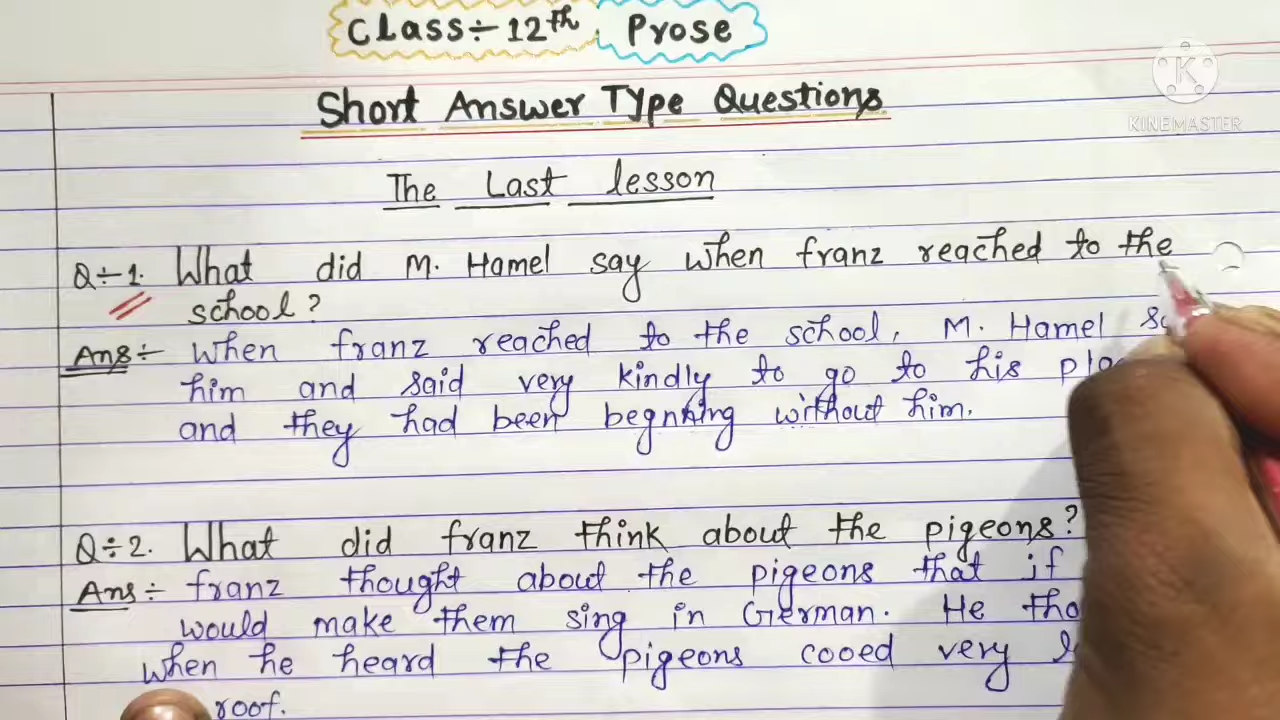 Class÷12th. Prose
KINEMASTER
Short Answer Type Questions
The Last lesson
Q÷1. What did M. Hamel say when franz reached to the
school?
Ans÷ When franz reached to the school, M. Hamel
him and said very kindly to go to his
and they had been begnning without him.
Q÷2. What did franz think about the pigeons?
Ans÷ franz thought about the pigeons that if
would make them sing in German. He
when he heard the pigeons cooed very
roof.